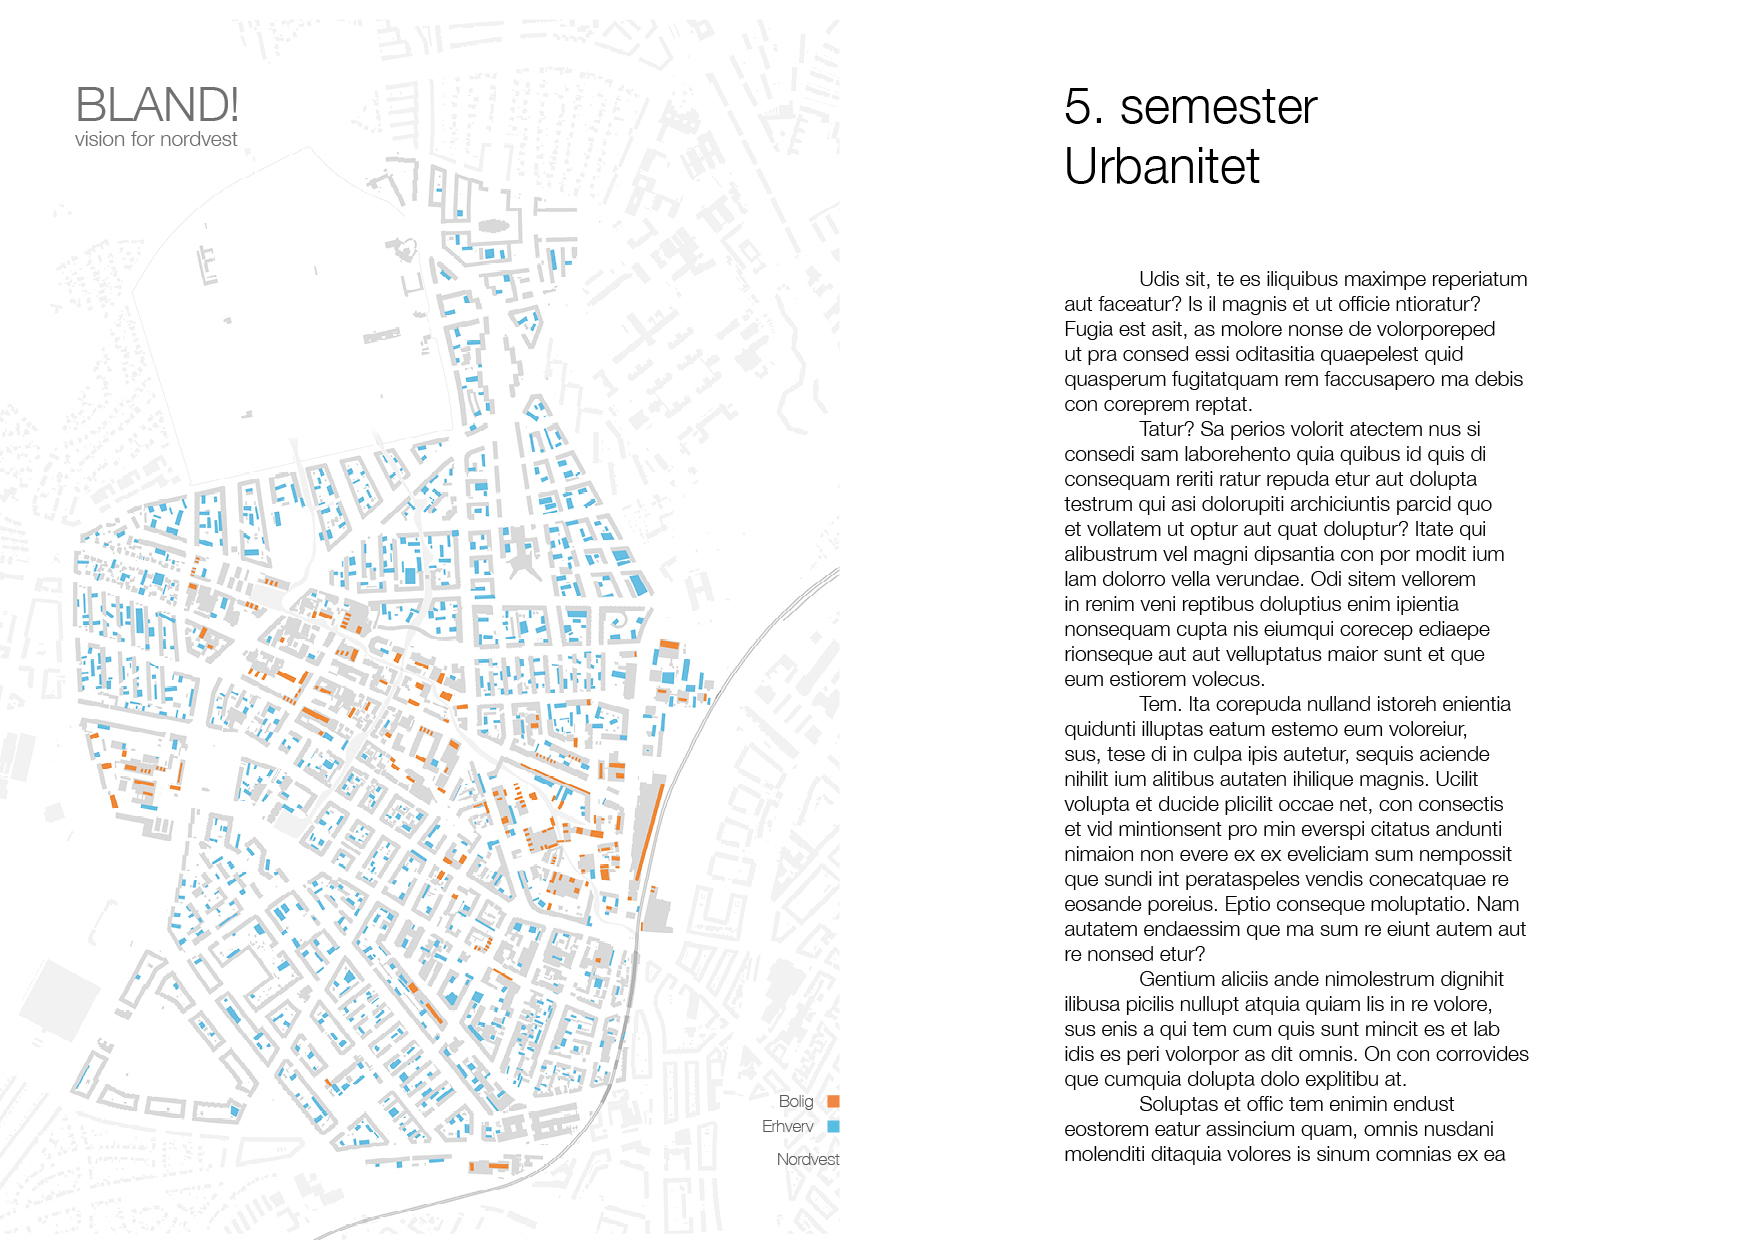 BLAND!
vision for nordvest
Bolig
Erhverv
Nordvest
5. semester
Urbanitet
Udis sit, te es iliquibus maximpe reperiatum
aut faceatur? Is il magnis et ut officie ntioratur?
Fugia est asit, as molore nonse de volorporeped
ut pra consed essi oditasitia quaepelest quid
quasperum fugitatquam rem faccusapero ma debis
con coreprem reptat.
Tatur? Sa perios volorit atectem nus si
consedi sam laborehento quia quibus id quis di
consequam reriti ratur repuda etur aut dolupta
testrum qui asi dolorupiti archiciuntis parcid quo
et vollatem ut optur aut quat doluptur? Itate qui
alibustrum vel magni dipsantia con por modit ium
lam dolorro vella verundae. Odi sitem vellorem
in renim veni reptibus doluptius enim ipientia
nonsequam cupta nis eiumqui corecep ediaepe
rionseque aut aut velluptatus maior sunt et que
eum estiorem volecus.
Tem. Ita corepuda nulland istoreh enientia
quidunti illuptas eatum estemo eum voloreiur,
sus, tese di in culpa ipis autetur, sequis aciende
nihilit ium alitibus autaten ihilique magnis. Ucilit
volupta et ducide plicilit occae net, con consectis
et vid mintionsent pro min everspi citatus andunti
nimaion non evere ex ex eveliciam sum nempossit
que sundi int perataspeles vendis conecatquae re
eosande poreius. Eptio conseque moluptatio. Nam
autatem endaessim que ma sum re eiunt autem aut
re nonsed etur?
Gentium aliciis ande nimolestrum dignihit
ilibusa picilis nullupt atquia quiam lis in re volore,
sus enis a qui tem cum quis sunt mincit es et lab
idis es peri volorpor as dit omnis. On con corrovides
que cumquia dolupta dolo explitibu at.
Soluptas et offic tem enimin endust
eostorem eatur assincium quam, omnis nusdani
molenditi ditaquia volores is sinum comnias ex ea